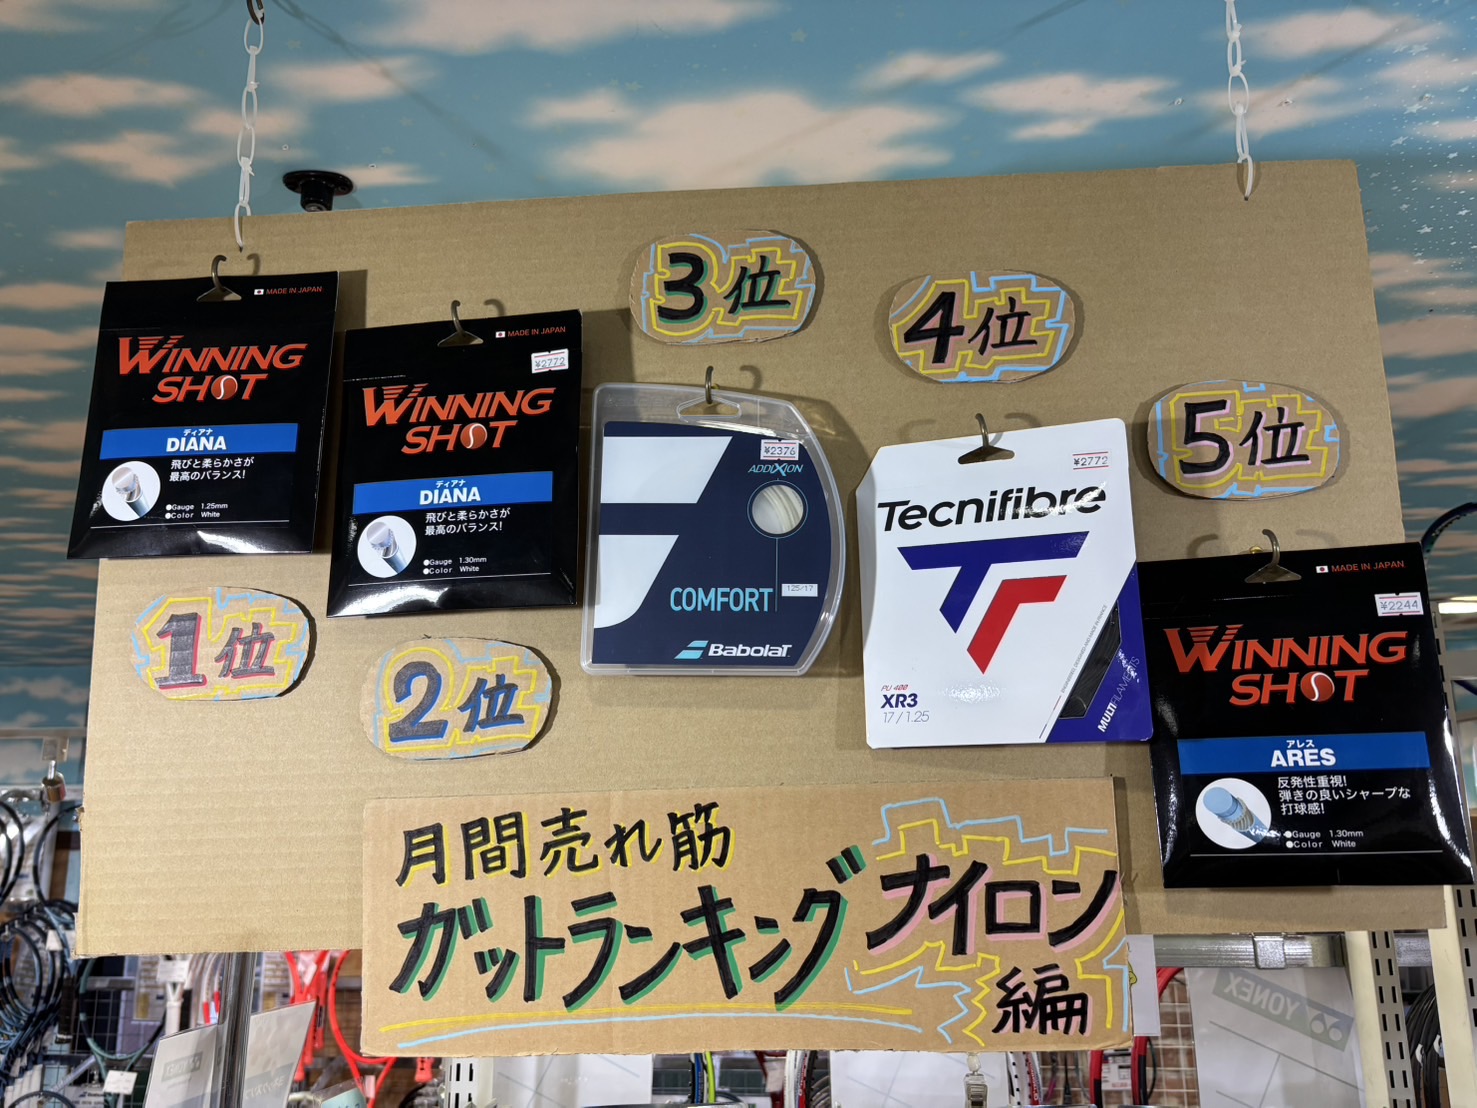 MADE IN JAPAN
WINNING
SHOT
ディアナ
DIANA
飛びと柔らかさが
最高のバランス!
●Gauge 1.25mm
●Color White
1位
MADE IN JAPAN
¥2772
WINNING
SHOT
ディアナ
DIANA
飛びと柔らかさが
最高のバランス!
●Gauge 1.30mm
●Color White
2位
3位
¥2376
ADDIXION
125/17
COMFORT
Babolat
4位
¥2772
Tecnifibre
PU 400
XR3
17 / 1.25
MULTIFILAMENTS
5位
MADE IN JAPAN
¥2244
WINNING
SHOT
アレス
ARES
反発性重視!
弾きの良いシャープな
打球感!
●Gauge 1.30mm
●Color White
月間売れ筋
ガットランキング
ナイロン
編
YONEX